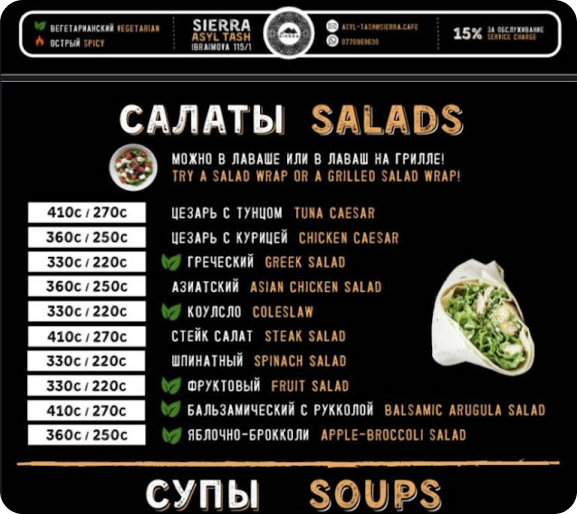 ВЕГЕТАРИАНСКИЙ VEGETARIAN
ОСТРЫЙ SPICY
SIERRA
ASYL TASH
IBRAIMOVA 115/1
SIERRA
ASYL-TASH@SIERRA.CAFE
0770969630
15% ЗА ОБСЛУЖИВАНИЕ
SERVICE CHARGE
САЛАТЫ SALADS
МОЖНО В ЛАВАШЕ ИЛИ В ЛАВАШ НА ГРИЛЛЕ!
TRY A SALAD WRAP OR A GRILLED SALAD WRAP!
410С / 270С ЦЕЗАРЬ С ТУНЦОМ TUNA CAESAR
360С / 250С ЦЕЗАРЬ С КУРИЦЕЙ CHICKEN CAESAR
330С / 220С ГРЕЧЕСКИЙ GREEK SALAD
360С / 250С АЗИАТСКИЙ ASIAN CHICKEN SALAD
330С / 220С КОУЛСЛО COLESLAW
410С / 270С СТЕЙК САЛАТ STEAK SALAD
330С / 220С ШПИНАТНЫЙ SPINACH SALAD
330С / 220С ФРУКТОВЫЙ FRUIT SALAD
410С / 270С БАЛЬЗАМИЧЕСКИЙ С РУККОЛОЙ BALSAMIC ARUGULA SALAD
360С / 250С ЯБЛОЧНО-БРОККОЛИ APPLE-BROCCOLI SALAD
СУПЫ SOUPS